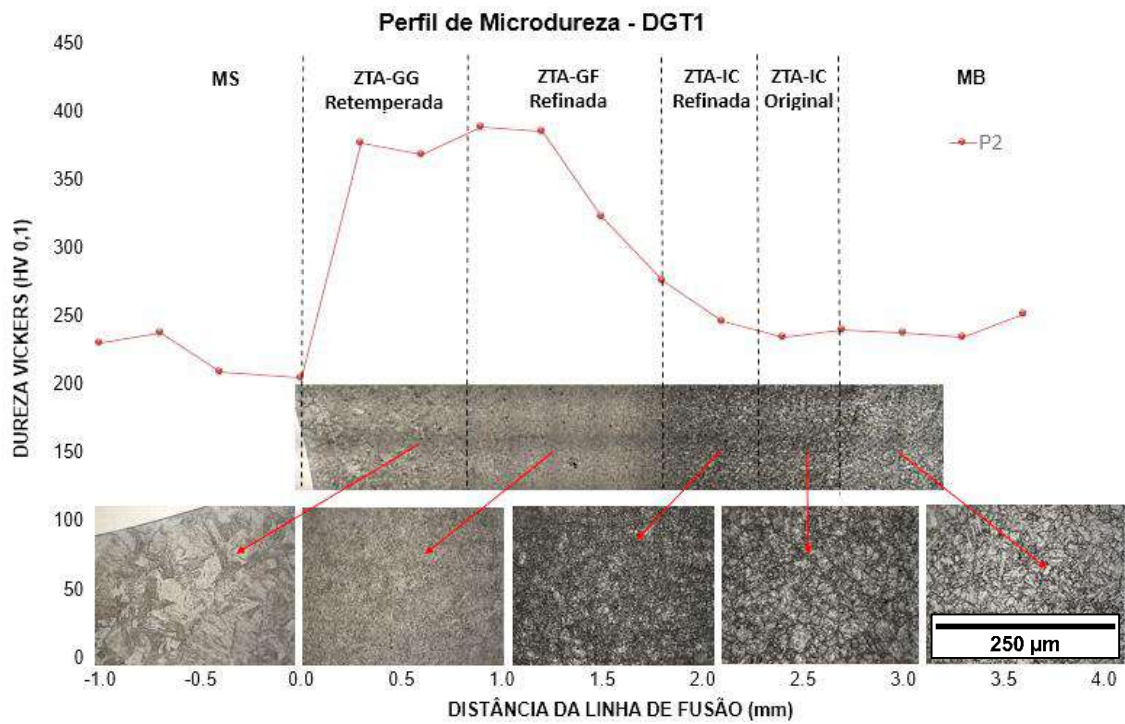 Perfil de Microdureza - DGT1
450
400
350
300
250
200
150
100
50
0
DUREZA VICKERS (HV 0,1)
MS
ZTA-GG
Retemperada
ZTA-GF
Refinada
ZTA-IC
Refinada
ZTA-IC
Original
MB
P2
250 µm
-1.0 -0.5 0.0 0.5 1.0 1.5 2.0 2.5 3.0 3.5 4.0
DISTÂNCIA DA LINHA DE FUSÃO (mm)